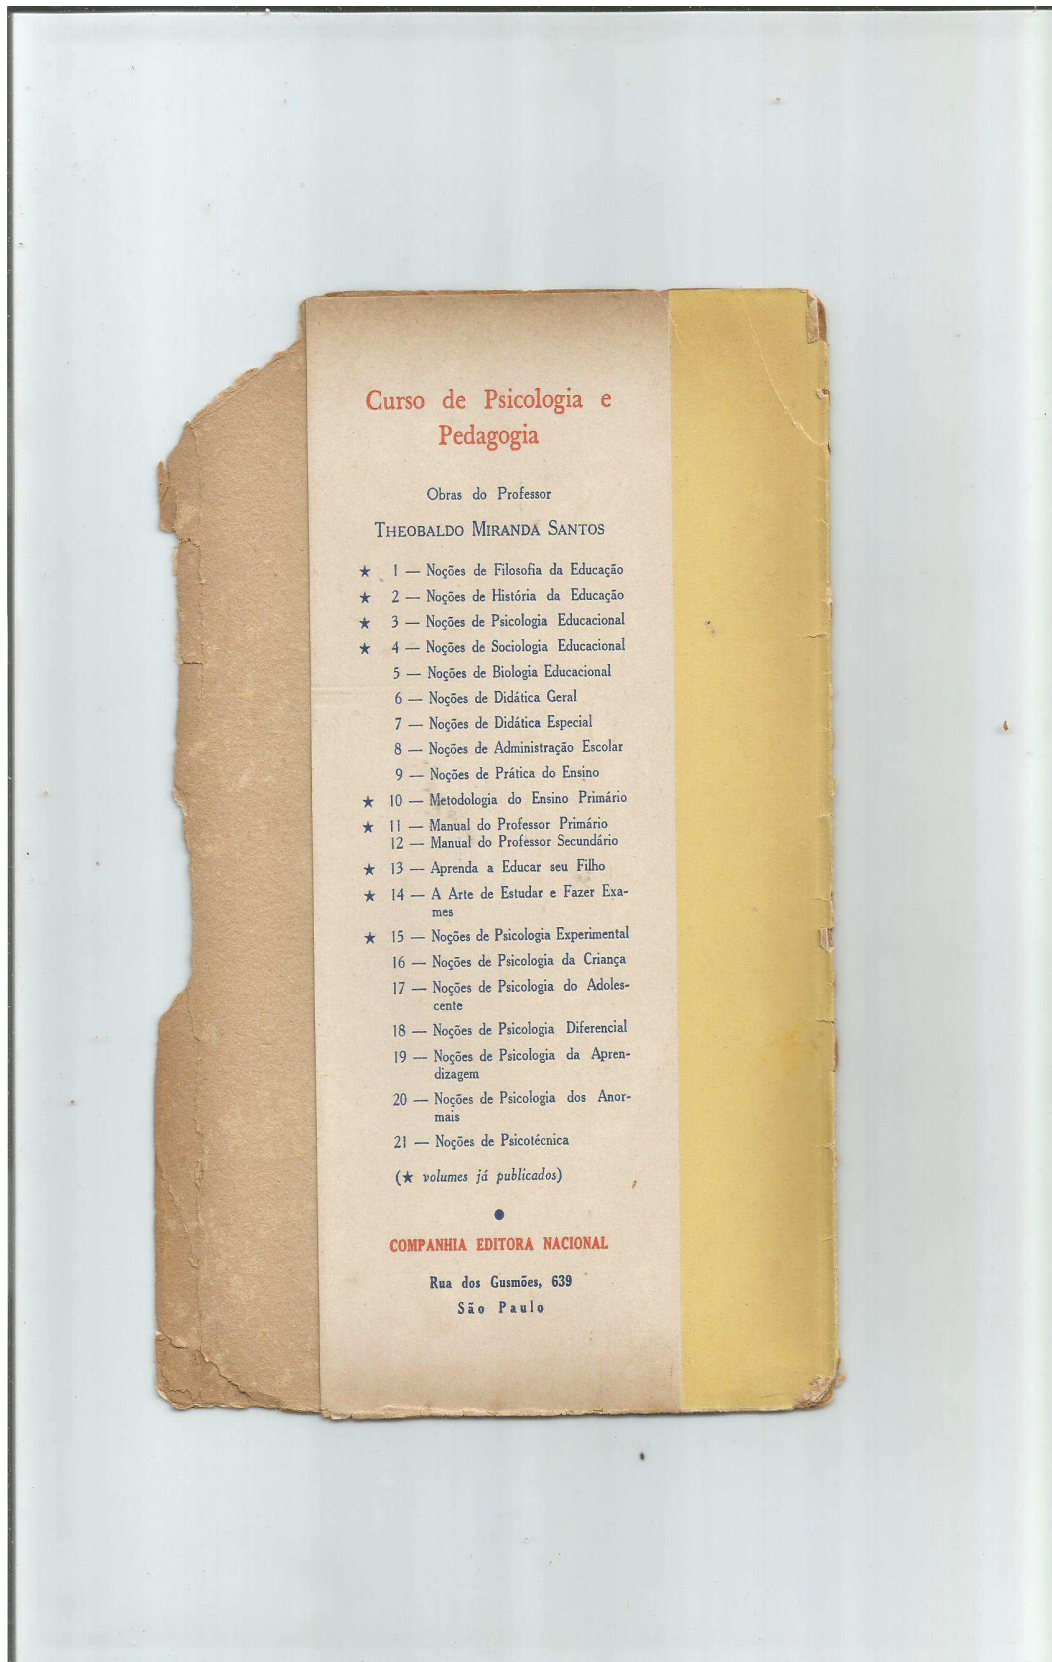 Curso de Psicologia e
Pedagogia
Obras do Professor
THEOBALDO MIRANDA SANTOS
★ 1 — Noções de Filosofia da Educação
★ 2 — Noções de História da Educação
★ 3 — Noções de Psicologia Educacional
★ 4 — Noções de Sociologia Educacional
5 — Noções de Biologia Educacional
6 — Noções de Didática Geral
7 — Noções de Didática Especial
8 — Noções de Administração Escolar
9 — Noções de Prática do Ensino
★ 10 — Metodologia do Ensino Primário
★ 11 — Manual do Professor Primário
12 — Manual do Professor Secundário
★ 13 — Aprenda a Educar seu Filho
★ 14 — A Arte de Estudar e Fazer Exa-
mes
★ 15 — Noções de Psicologia Experimental
16 — Noções de Psicologia da Criança
17 — Noções de Psicologia do Adoles-
cente
18 — Noções de Psicologia Diferencial
19 — Noções de Psicologia da Apren-
dizagem
20 — Noções de Psicologia dos Anor-
mais
21 — Noções de Psicotécnica
(★ volumes já publicados)
●
COMPANHIA EDITORA NACIONAL
Rua dos Gusmões, 639
São Paulo